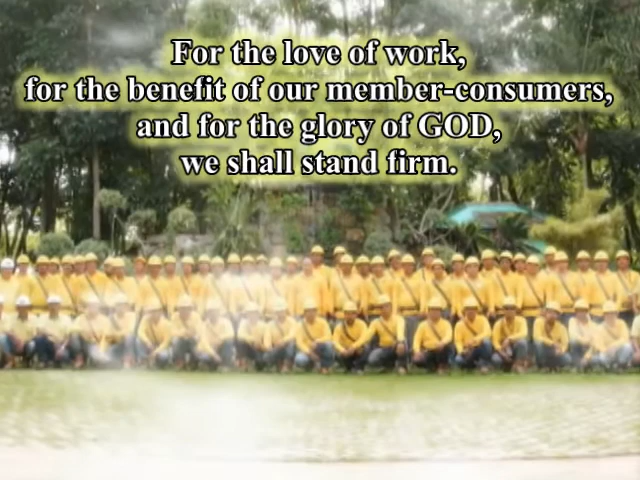 For the love of work,
for the benefit of our member-consumers,
and for the glory of GOD,
we shall stand firm.